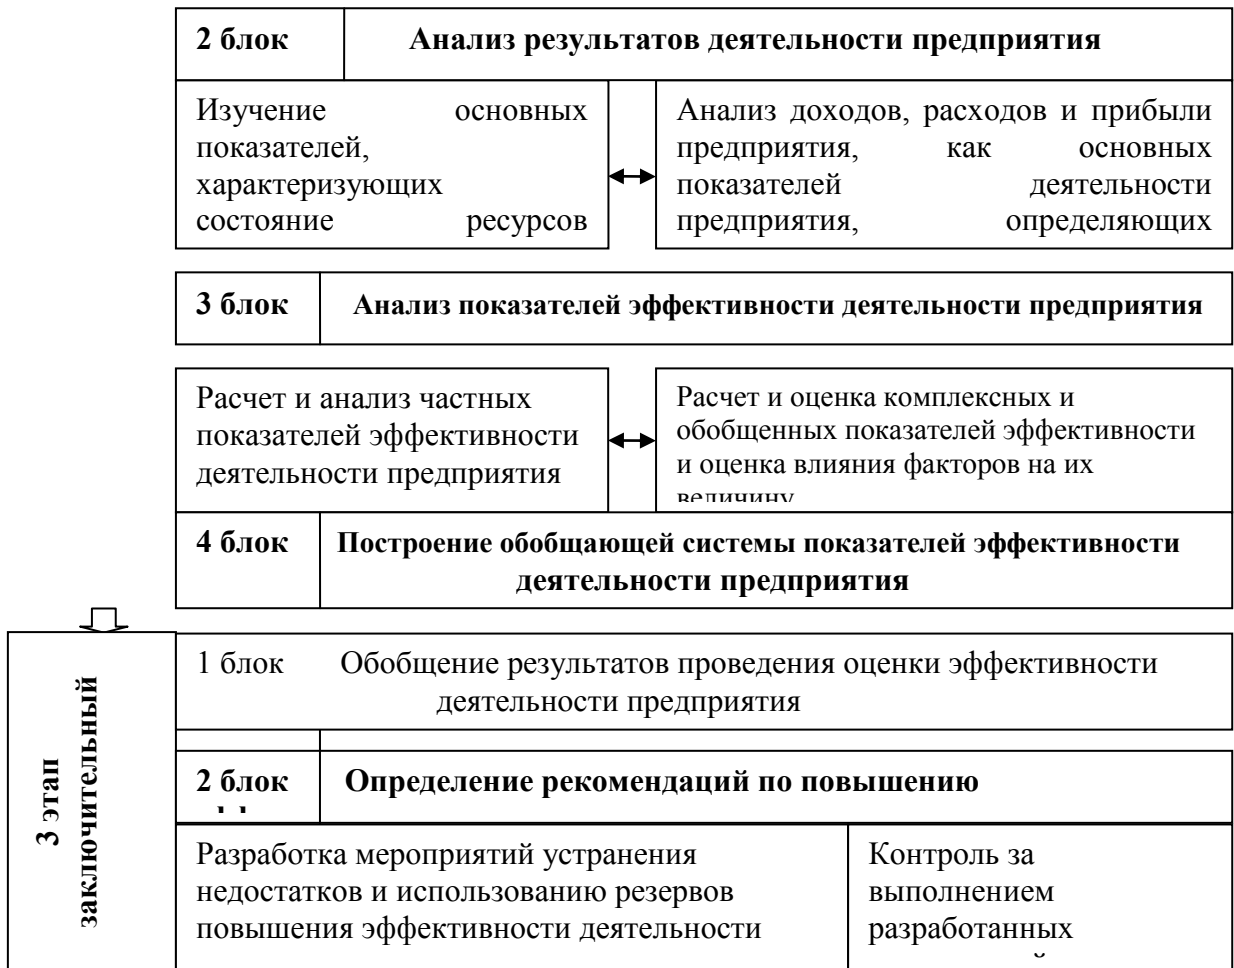 2 блок Анализ результатов деятельности предприятия
Изучение основных
показателей,
характеризующих
состояние ресурсов
Анализ доходов, расходов и прибыли
предприятия, как основных
показателей деятельности
предприятия, определяющих
3 блок Анализ показателей эффективности деятельности предприятия
Расчет и анализ частных
показателей эффективности
деятельности предприятия
Расчет и оценка комплексных и
обобщенных показателей эффективности
и оценка влияния факторов на их
величину
4 блок Построение обобщающей системы показателей эффективности
деятельности предприятия
3 этап
заключительный
1 блок Обобщение результатов проведения оценки эффективности
деятельности предприятия
2 блок Определение рекомендаций по повышению
Разработка мероприятий устранения
недостатков и использованию резервов
повышения эффективности деятельности
Контроль за
выполнением
разработанных